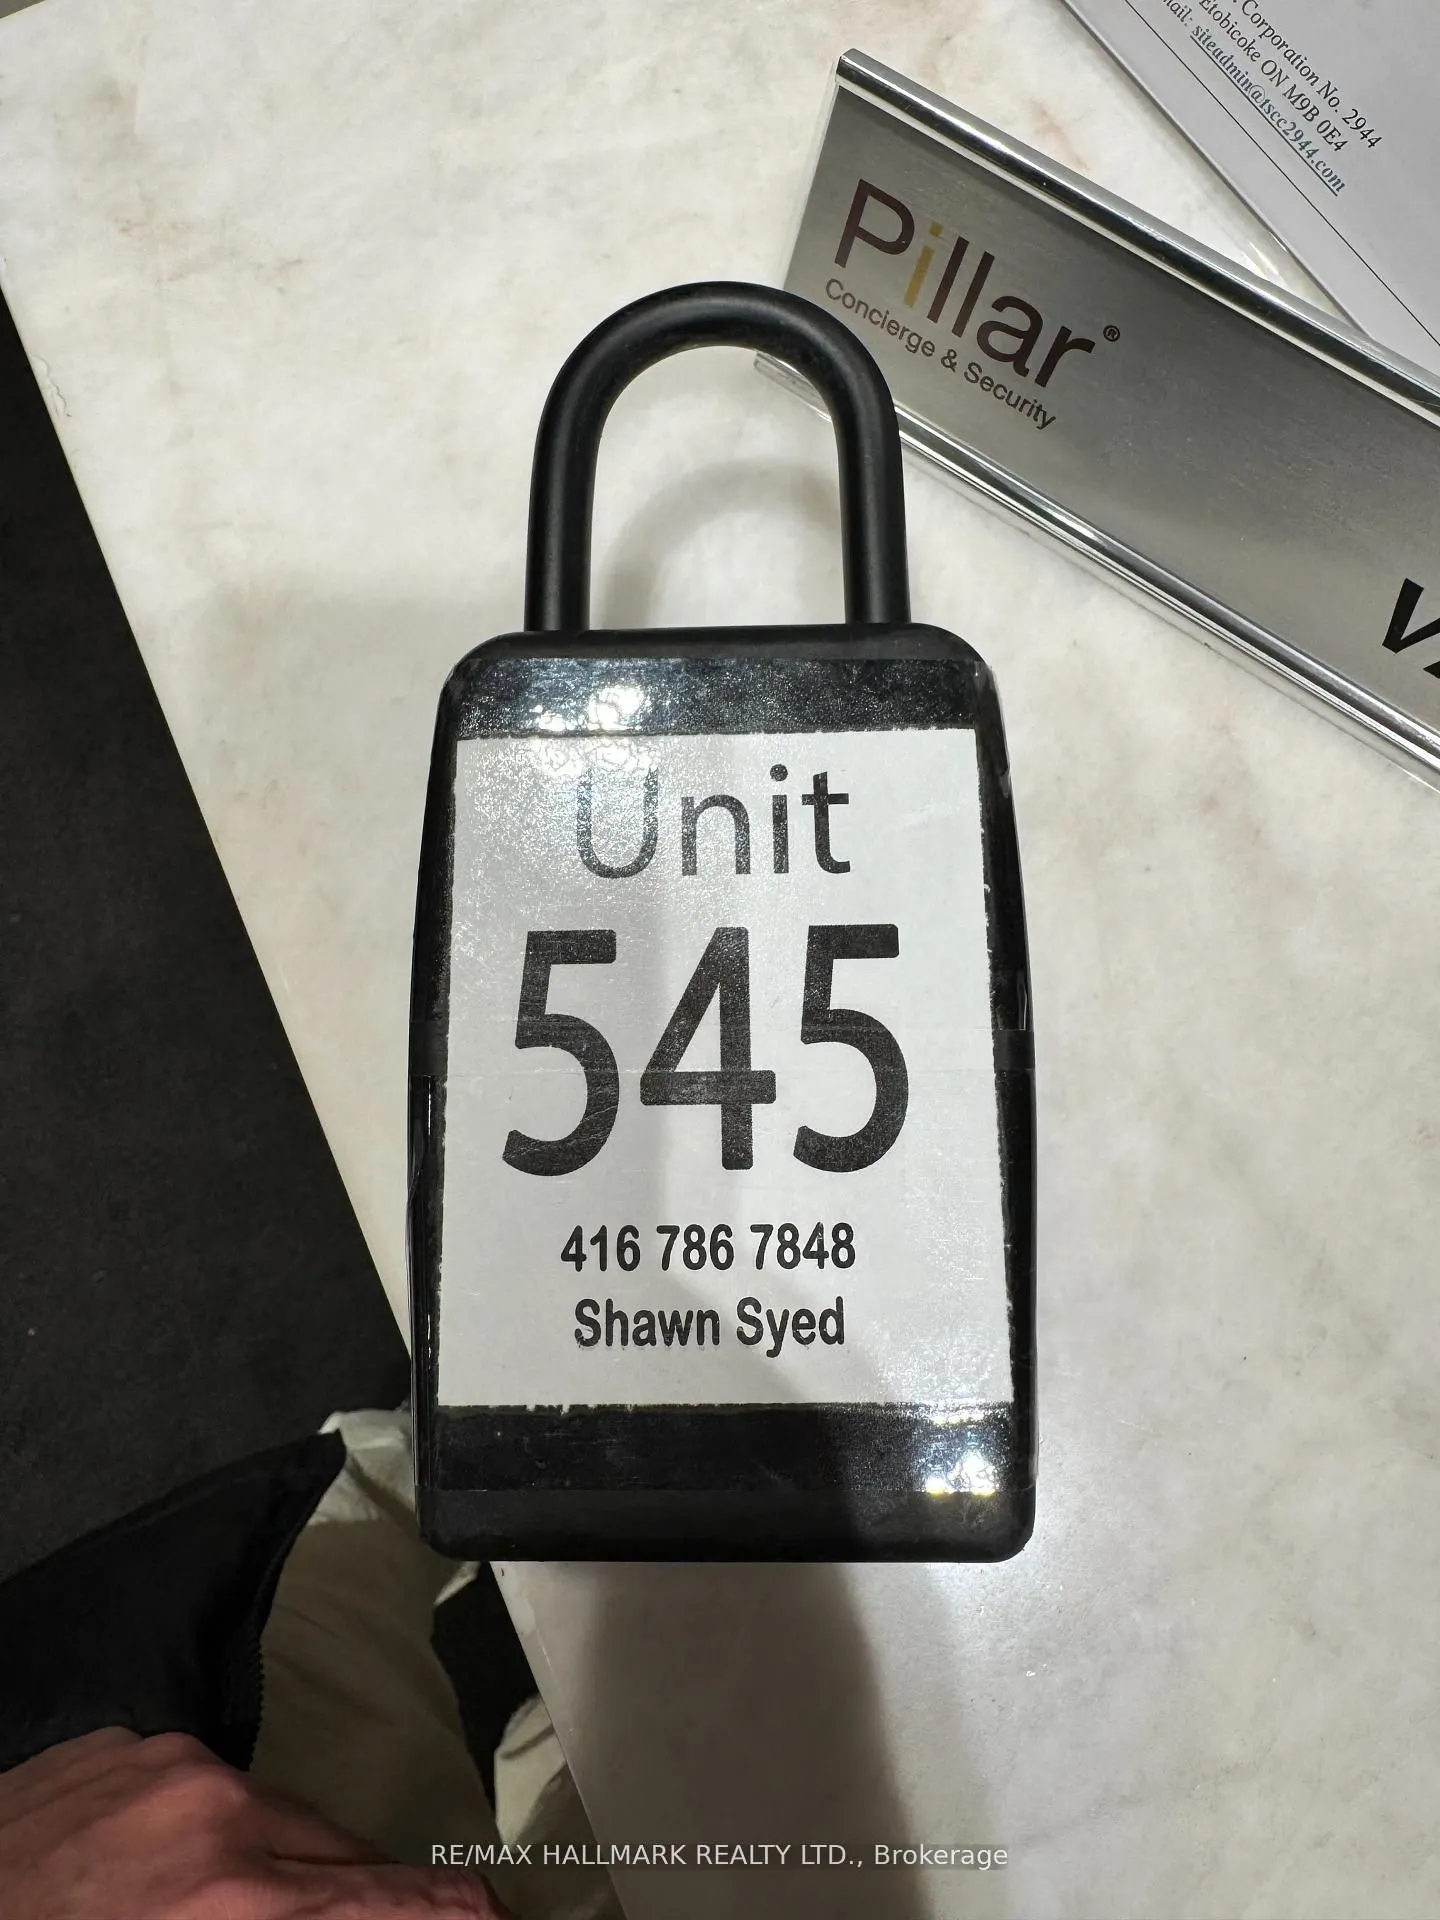 Corporation No. 2944
Etobicoke ON M9B 0E4
siteadmin@tscc2944.com
Pillar®
Concierge & Security
Unit
545
416 786 7848
Shawn Syed
RE/MAX HALLMARK REALTY LTD., Brokerage